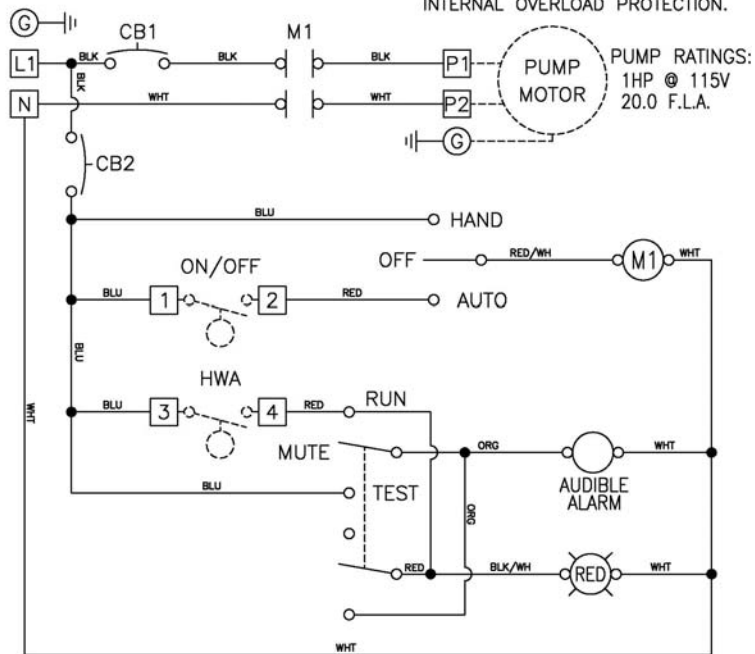 INTERNAL OVERLOAD PROTECTION.
G
CB1
M1
L1
BLK
BLK
BLK
P1
PUMP MOTOR
PUMP RATINGS:
1HP @ 115V
20.0 F.L.A.
BLK
N
WHT
WHT
P2
G
CB2
BLU
HAND
OFF
RED/WH
M1
WHT
ON/OFF
BLU
1
2
RED
AUTO
BLU
HWA
WHT
BLU
3
4
RED
RUN
MUTE
ORG
WHT
AUDIBLE
ALARM
BLU
TEST
ORG
RED
BLK/WH
RED
WHT
WHT